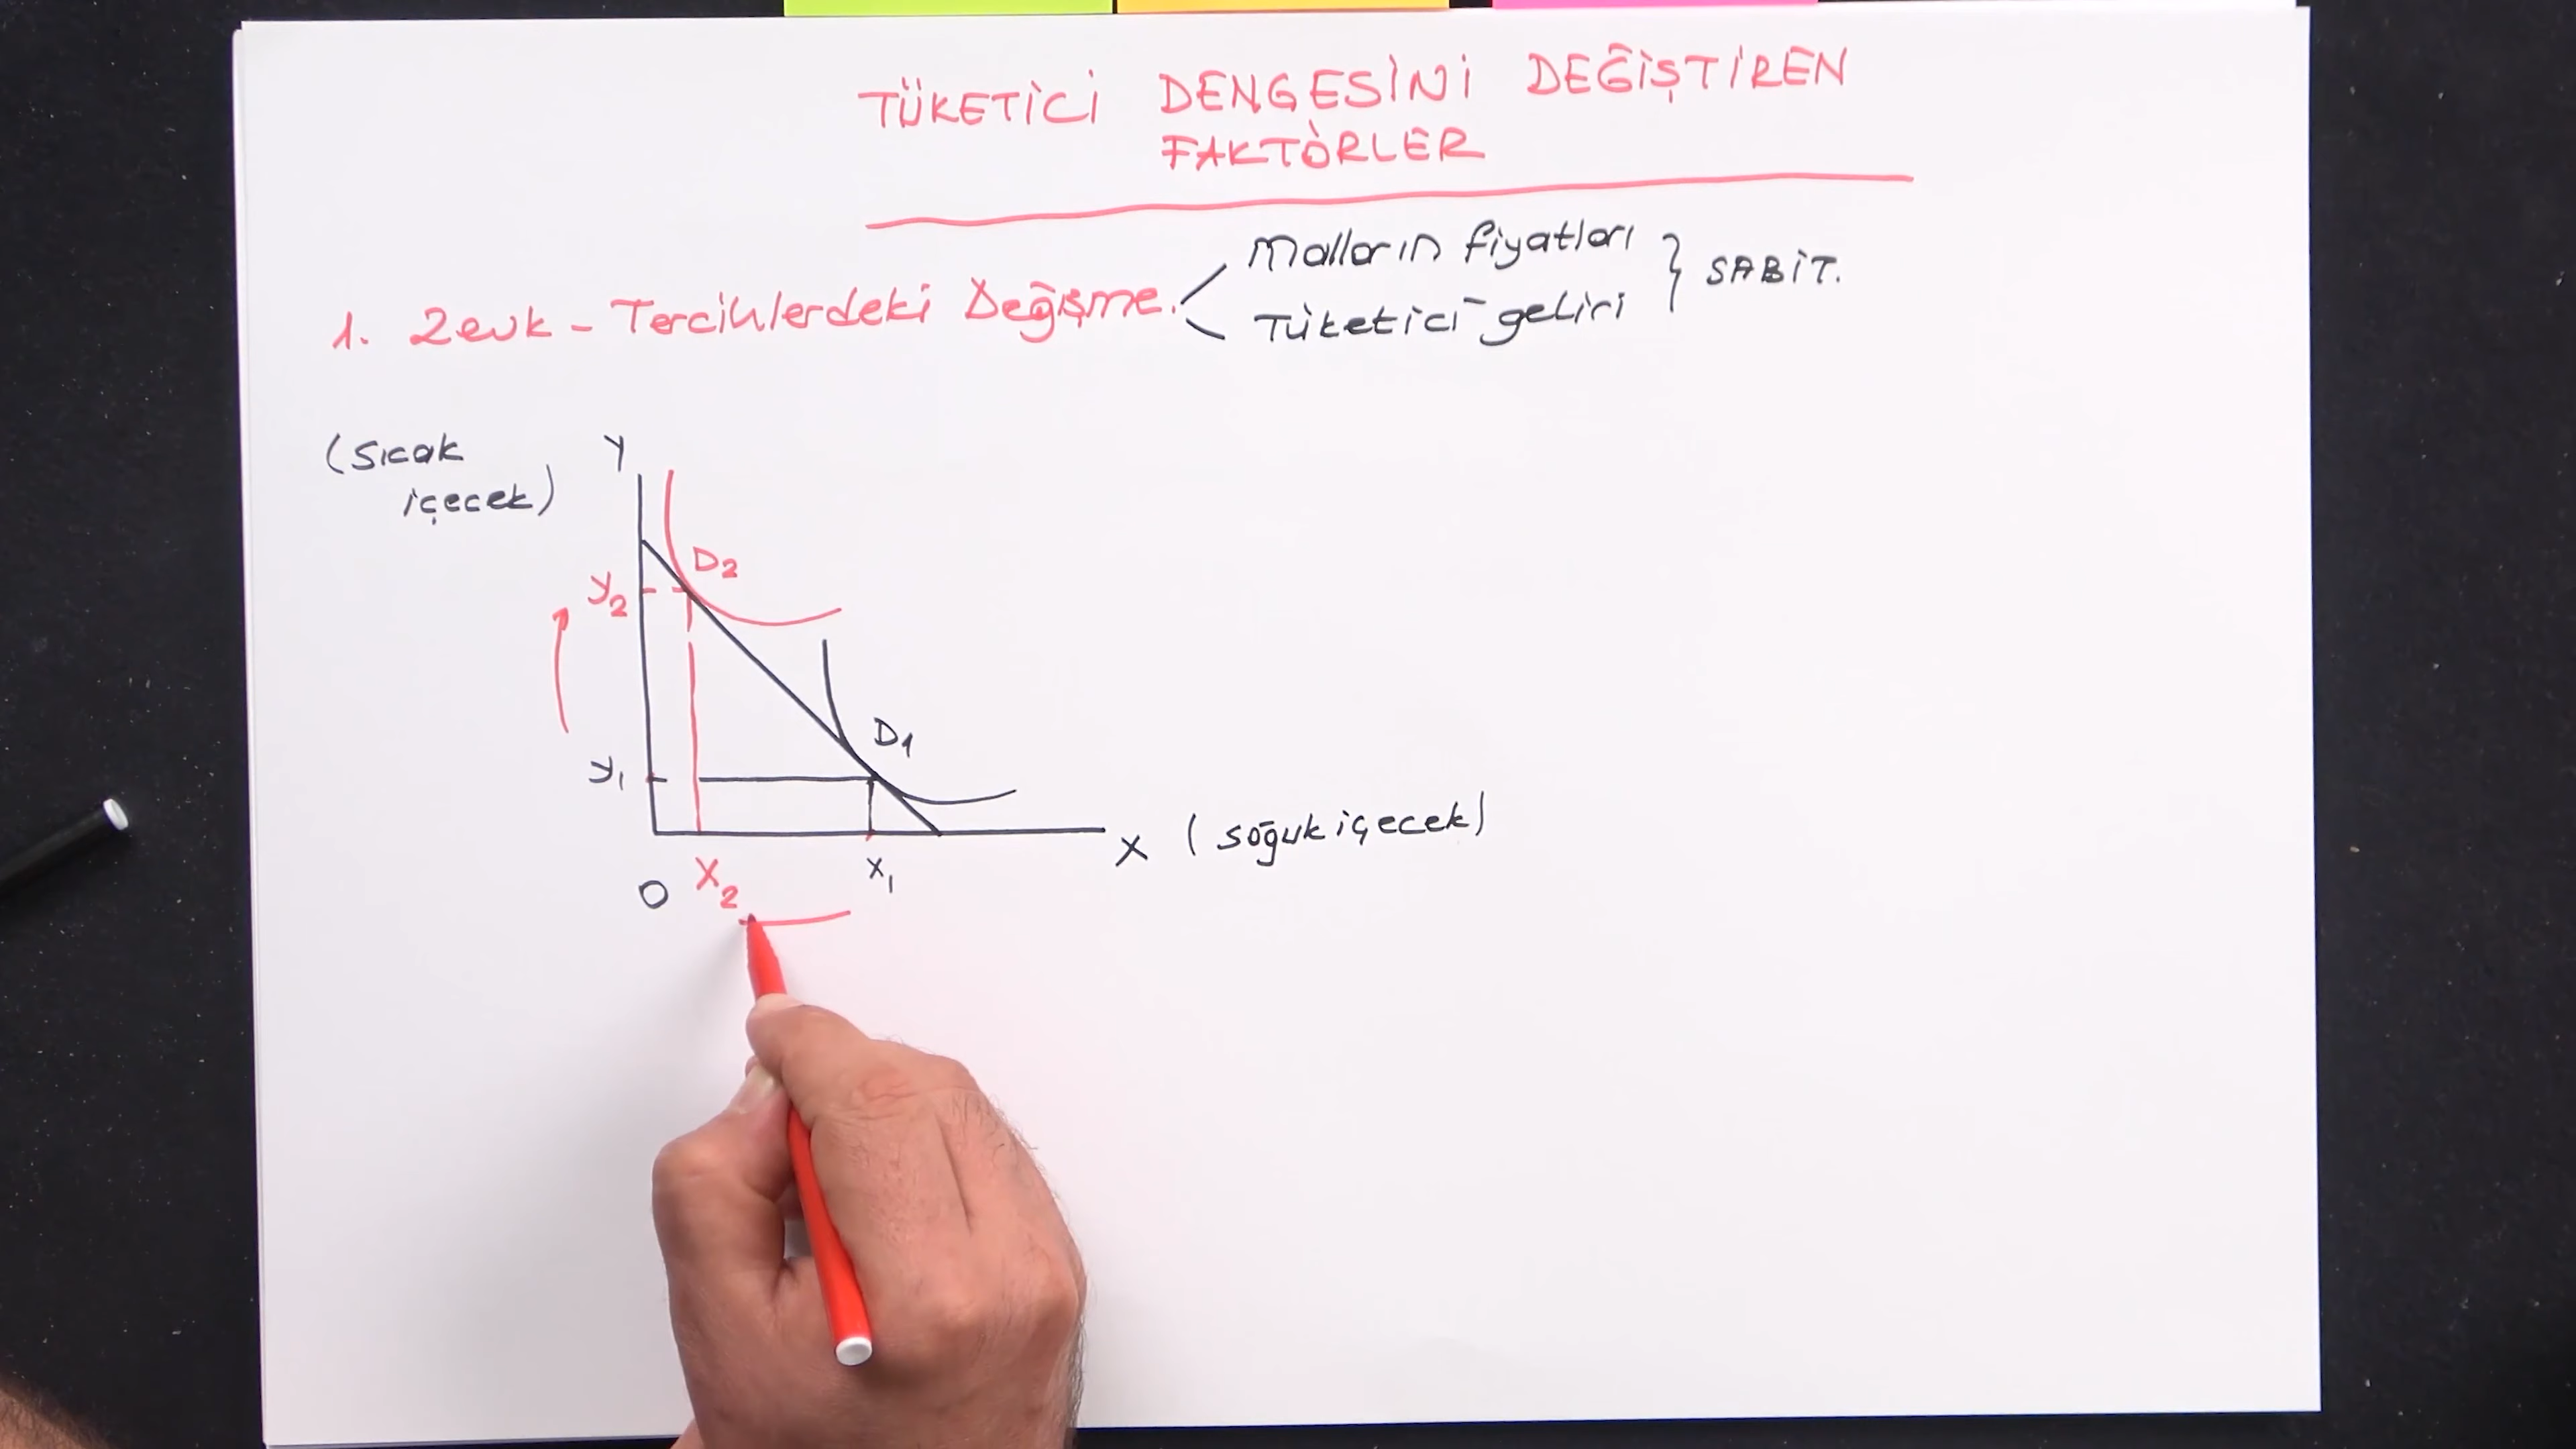 TÜKETİCİ DENGESİNİ DEĞİŞTİREN
FAKTÖRLER
1. Zevk - Tercihlerdeki Değişme.
Malların fiyatları
Tüketici geliri
} SABİT.
(Sıcak
içecek)
y
D2
y2
D1
y1
X (soğuk içecek)
O
X2
x1